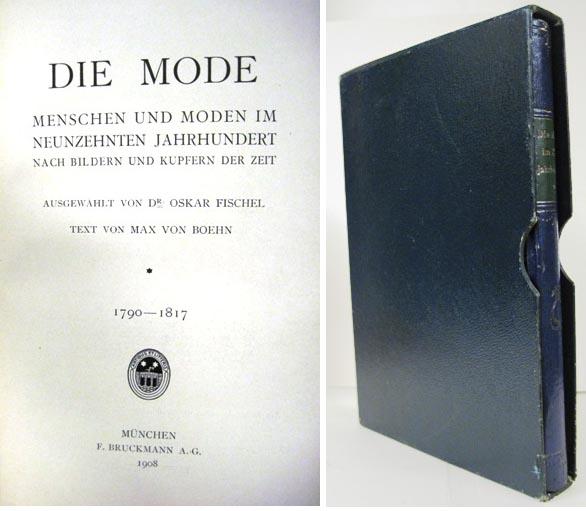 DIE MODE
MENSCHEN UND MODEN IM
NEUNZEHNTEN JAHRHUNDERT
NACH BILDERN UND KUPFERN DER ZEIT
AUSGEWAHLT VON DR. OSKAR FISCHEL
TEXT VON MAX VON BOEHN
*
1790—1817
MÜNCHEN
F. BRUCKMANN A.-G.
1908